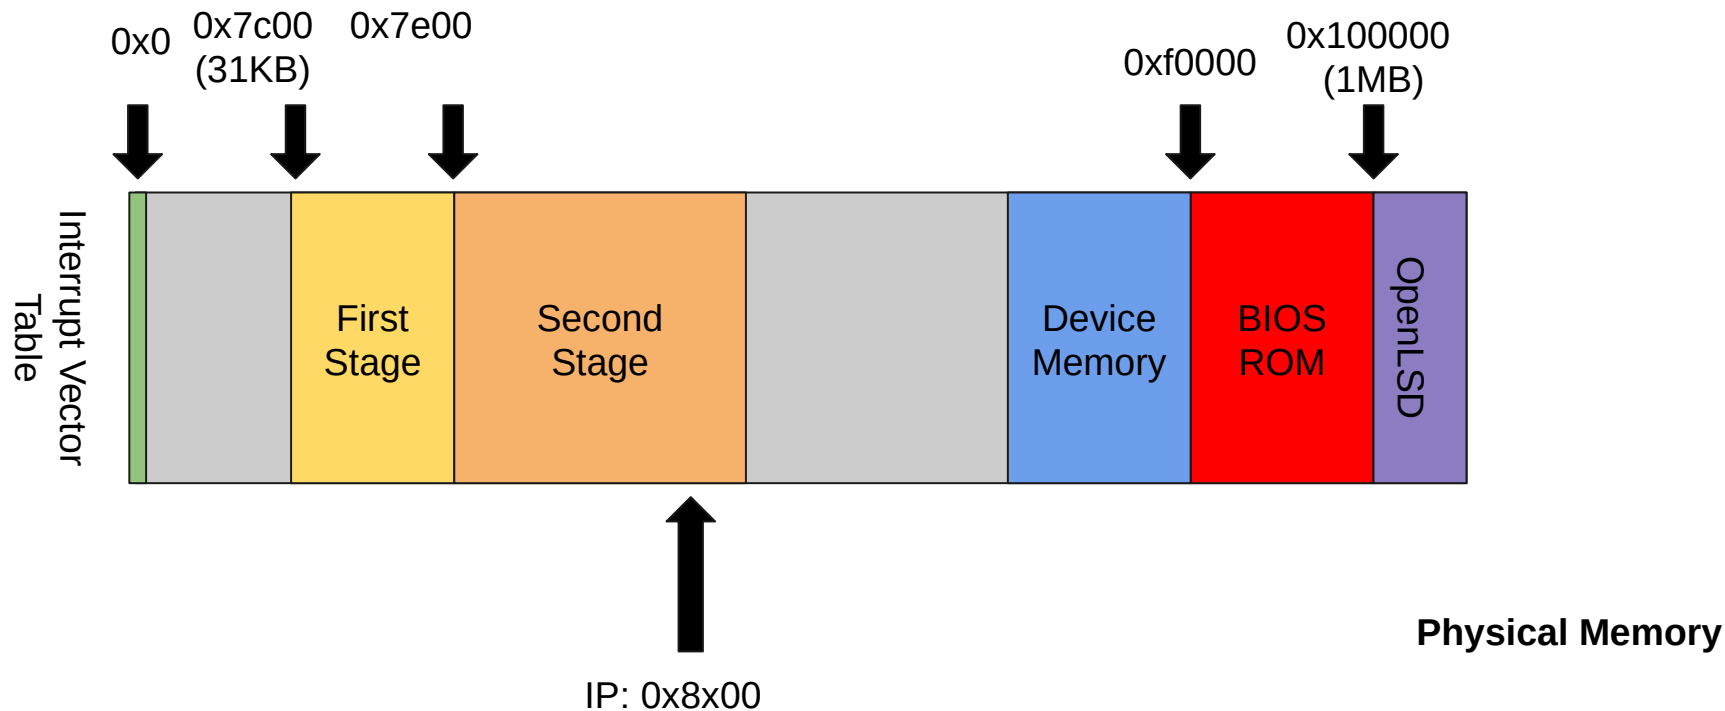 0x0
0x7c00
(31KB)
0x7e00
0xf0000
0x100000
(1MB)
Interrupt Vector
Table
First
Stage
Second
Stage
Device
Memory
BIOS
ROM
OpenLSD
IP: 0x8x00
Physical Memory